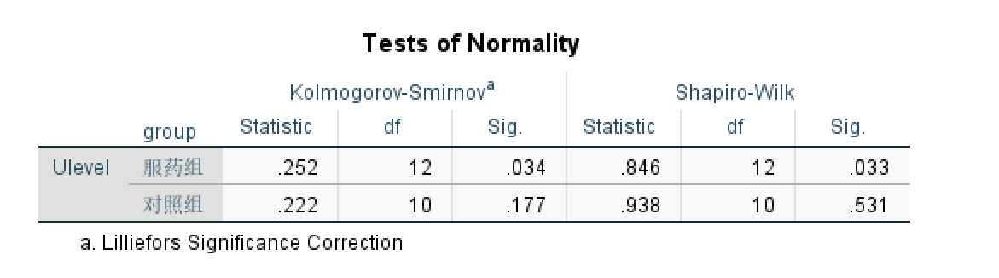 Tests of Normality
Kolmogorov-Smirnovᵃ Shapiro-Wilk
group Statistic df Sig. Statistic df Sig.
Ulevel 服药组 .252 12 .034 .846 12 .033
对照组 .222 10 .177 .938 10 .531
a. Lilliefors Significance Correction